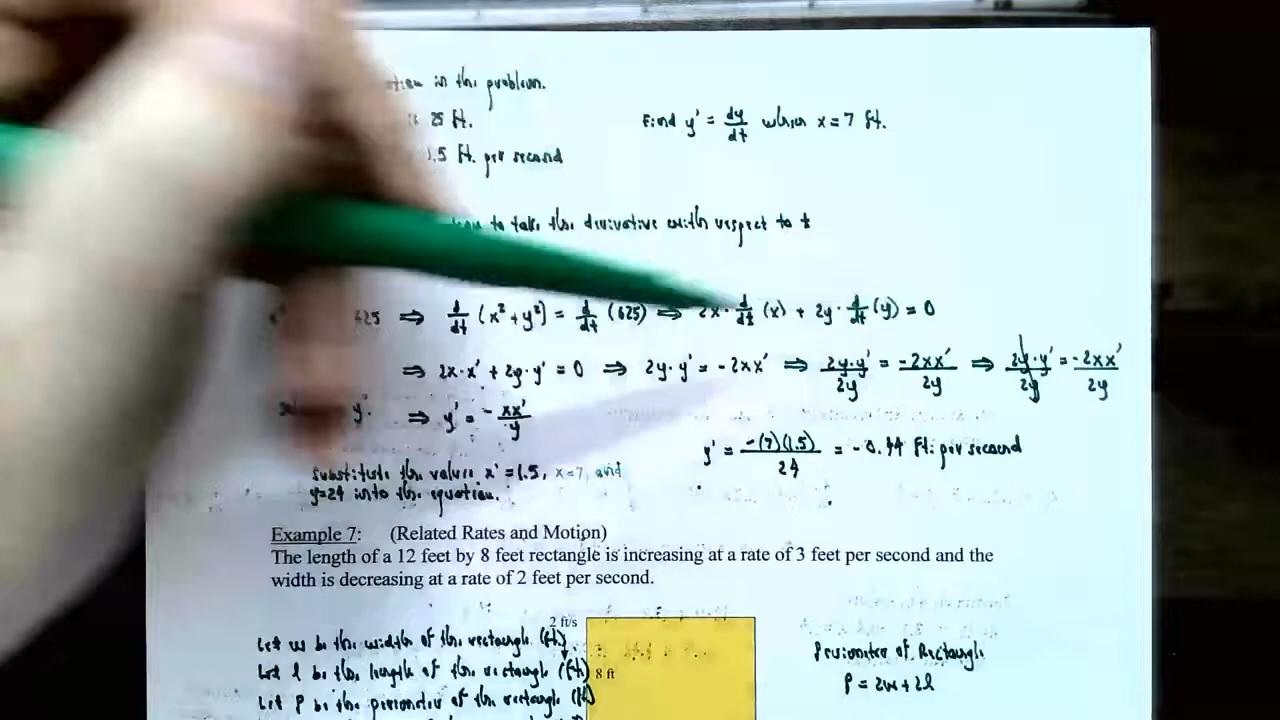 in the problem.
25 ft.
Find y' = dy/dt when x = 7 ft.
.5 ft. per second
to take the derivative with respect to t
625 ⇒ d/dt (x² + y²) = d/dt (625) ⇒ 2x · d/dt (x) + 2y · d/dt (y) = 0
⇒ 2x·x' + 2y·y' = 0 ⇒ 2y·y' = -2xx' ⇒ 2y·y'/2y = -2xx'/2y ⇒ 2y·y'/2y = -2xx'/2y
y' ⇒ y' = -xx'/y
y' = -(7)(1.5)/24 = -0.44 ft. per second
Substitute the values x' = 1.5, x=7, and
y=24 into the equation.
Example 7: (Related Rates and Motion)
The length of a 12 feet by 8 feet rectangle is increasing at a rate of 3 feet per second and the
width is decreasing at a rate of 2 feet per second.
2 ft/s
Let w be the width of the rectangle (ft)
Perimeter of Rectangle
Let l be the length of the rectangle (ft)
8 ft
P = 2w + 2l
Let P be the perimeter of the rectangle (ft)